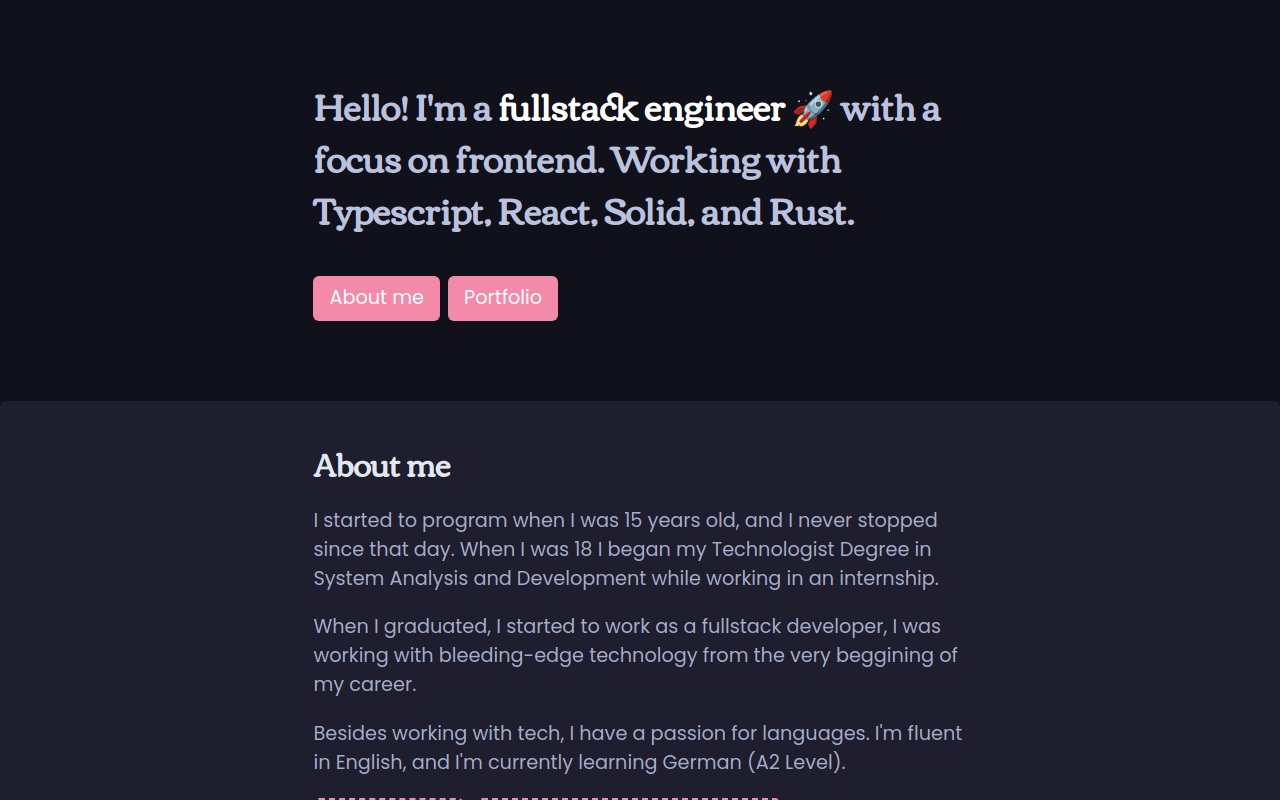 Hello! I'm a fullstack engineer 🚀 with a
focus on frontend. Working with
Typescript, React, Solid, and Rust.
About me
Portfolio
About me
I started to program when I was 15 years old, and I never stopped
since that day. When I was 18 I began my Technologist Degree in
System Analysis and Development while working in an internship.
When I graduated, I started to work as a fullstack developer, I was
working with bleeding-edge technology from the very beggining of
my career.
Besides working with tech, I have a passion for languages. I'm fluent
in English, and I'm currently learning German (A2 Level).